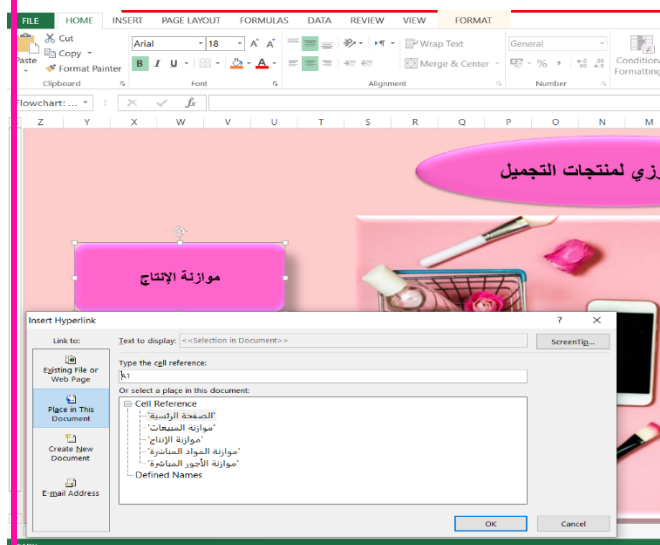 FILE HOME INSERT PAGE LAYOUT FORMULAS DATA REVIEW VIEW FORMAT
Cut
Copy
Format Painter
Paste
Arial 18
B I U
Wrap Text
Merge & Center
General
Conditional
Formatting
Clipboard Font Alignment Number
Flowchart: ... fx
Z Y X W V U T S R Q P O N M
رزي لمنتجات التجميل
موازنة الإنتاج
Insert Hyperlink ? ×
Link to:
Text to display: <<Selection in Document>>
ScreenTip...
Existing File or
Web Page
Place in This
Document
Create New
Document
E-mail Address
Type the cell reference:
A1
Or select a place in this document:
Cell Reference
'الصفحة الرئسية'
'موازنة المبيعات'
'موازنة الإنتاج'
'موازنة المواد المباشرة'
'موازنة الأجور المباشرة'
Defined Names
OK Cancel